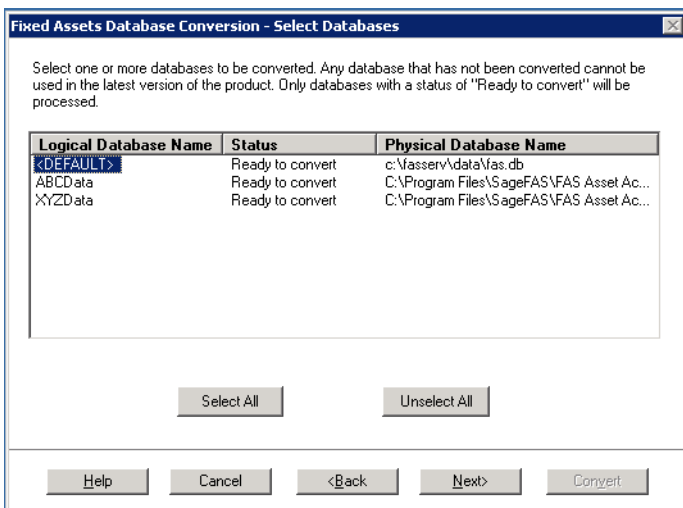 Fixed Assets Database Conversion - Select Databases
Select one or more databases to be converted. Any database that has not been converted cannot be
used in the latest version of the product. Only databases with a status of "Ready to convert" will be
processed.
Logical Database Name Status Physical Database Name
<DEFAULT> Ready to convert c:\fasserv\data\fas.db
ABCData Ready to convert C:\Program Files\SageFAS\FAS Asset Ac...
XYZData Ready to convert C:\Program Files\SageFAS\FAS Asset Ac...
Select All Unselect All
Help Cancel <Back Next> Convert